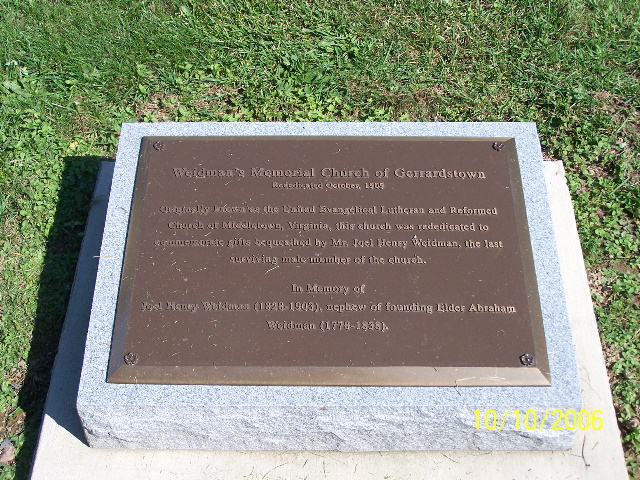 Weidman's Memorial Church of Gerrardstown
Rededicated October, 1905
Originally known as the United Evangelical Lutheran and Reformed
Church of Middletown, Virginia, this church was rededicated to
commemorate gifts bequeathed by Mr. Joel Henry Weidman, the last
surviving male member of the church.
In Memory of
Joel Henry Weidman (1828-1903), nephew of founding Elder Abraham
Weidman (1778-1838).
10/10/2006